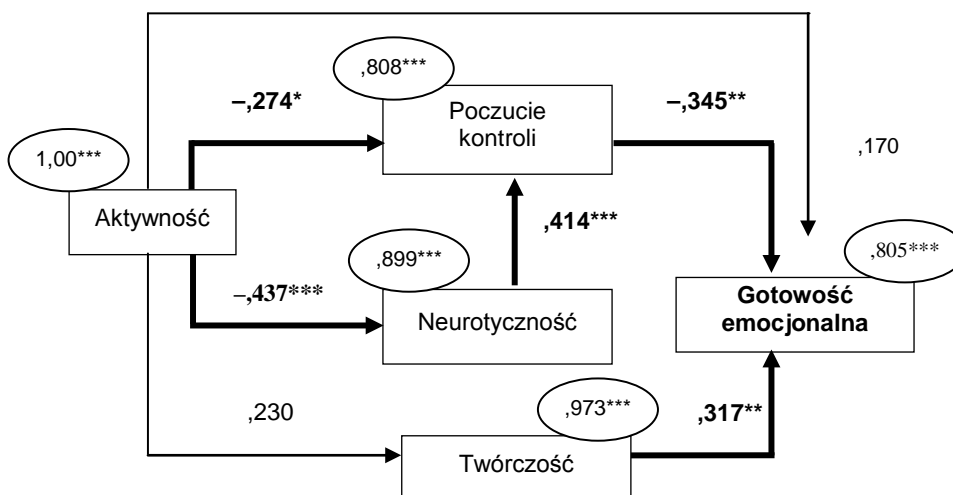 ,808***
–,274*
Poczucie
kontroli
–,345**
,170
1,00***
Aktywność
,414***
,899***
,805***
–,437***
Neurotyczność
Gotowość
emocjonalna
,230
,973***
,317**
Twórczość